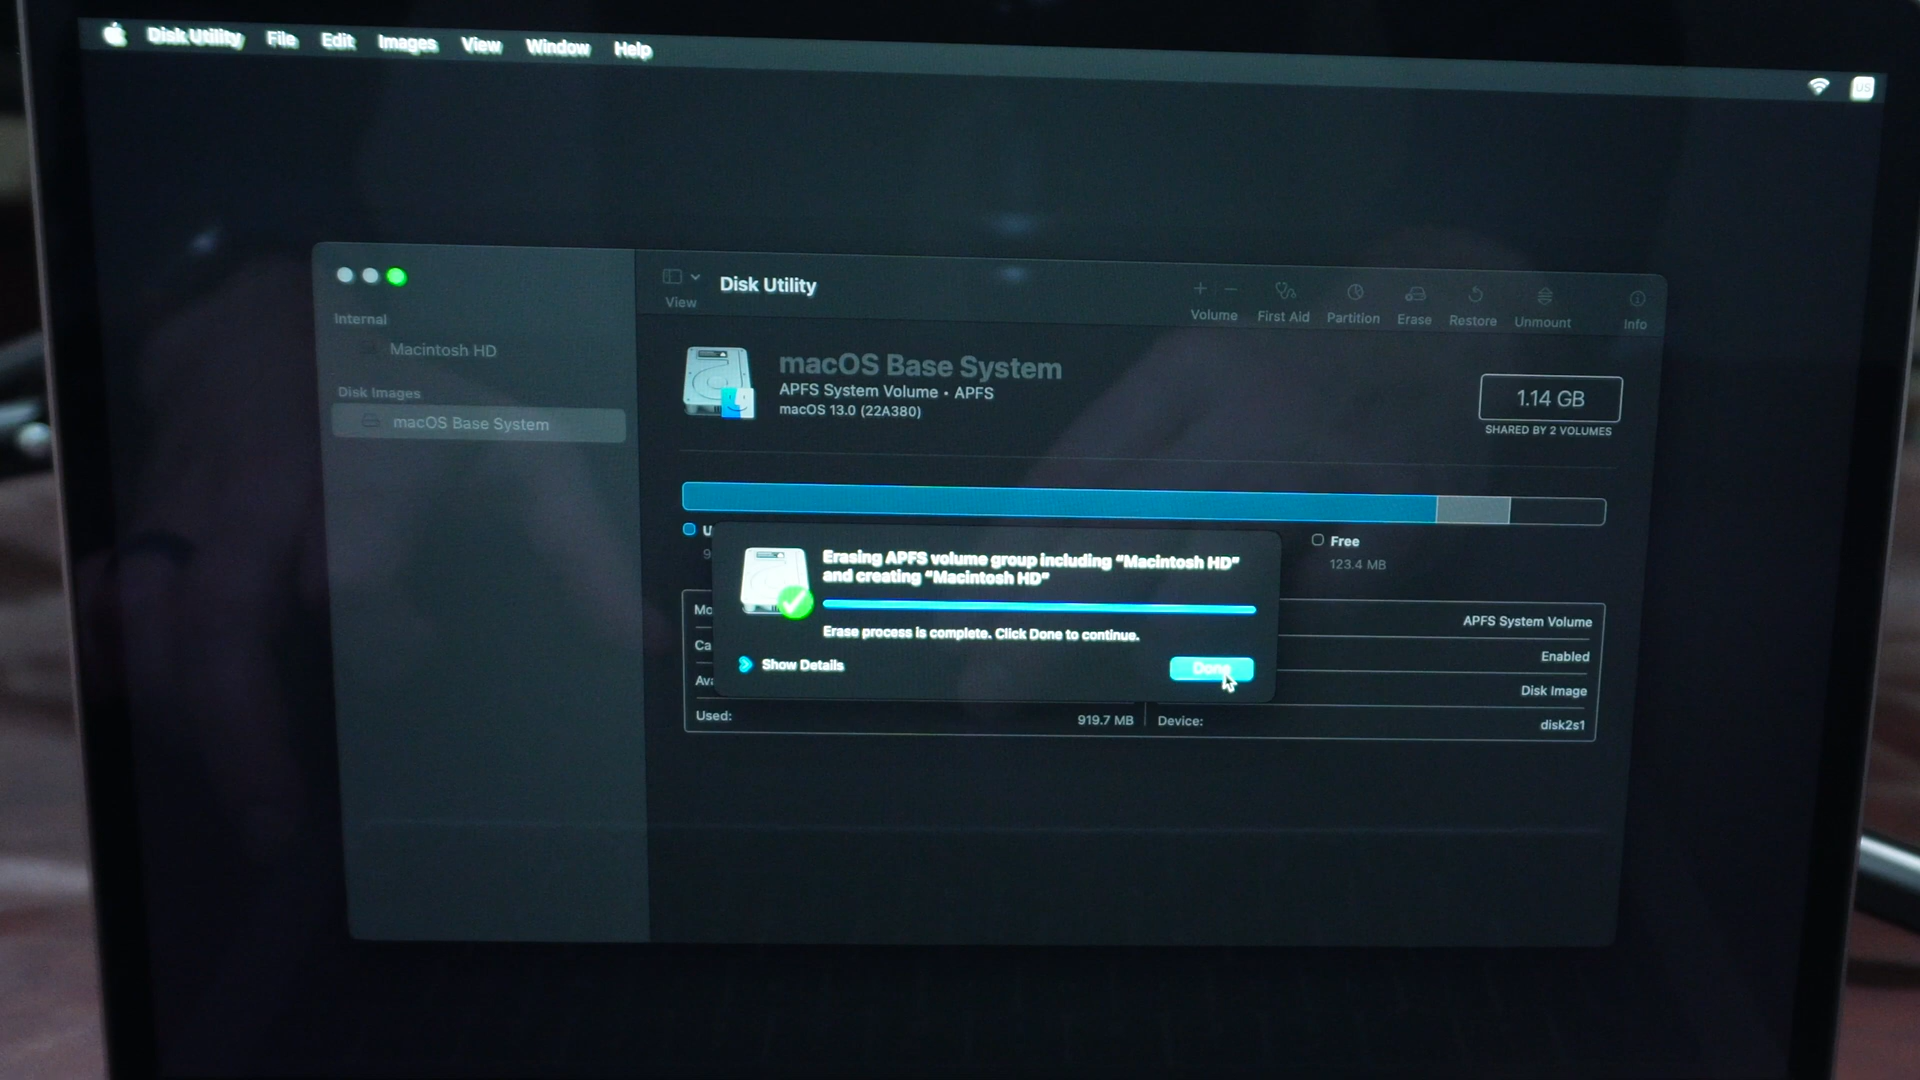 Disk Utility File Edit Images View Window Help
US
Disk Utility
View
Volume First Aid Partition Erase Restore Unmount Info
Internal
Macintosh HD
Disk Images
macOS Base System
macOS Base System
APFS System Volume • APFS
macOS 13.0 (22A380)
1.14 GB
SHARED BY 2 VOLUMES
Free
123.4 MB
Erasing APFS volume group including “Macintosh HD”
and creating “Macintosh HD”
Erase process is complete. Click Done to continue.
Show Details
Done
APFS System Volume
Enabled
Disk Image
Used: 919.7 MB
Device: disk2s1